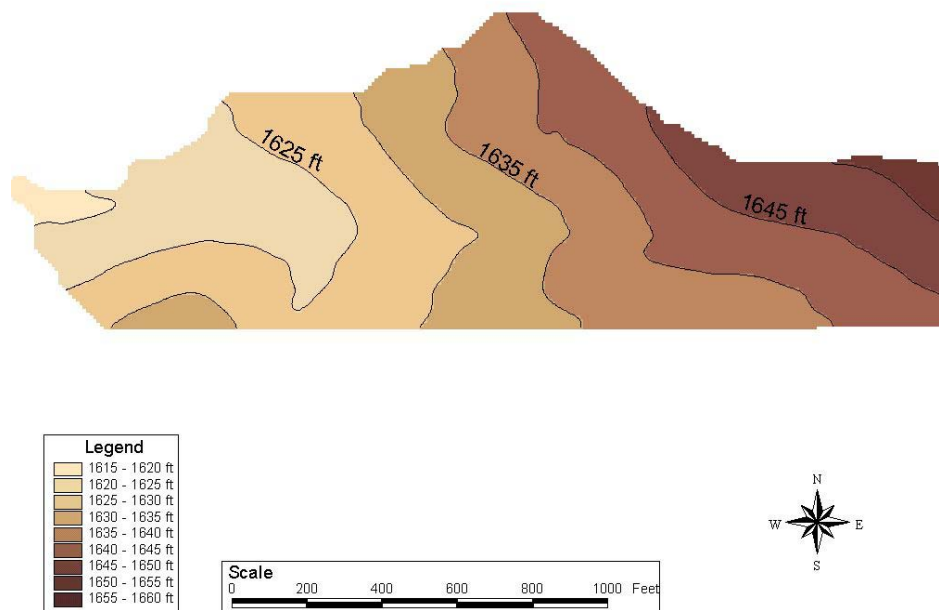 1625 ft
1635 ft
1645 ft
Legend
1615 - 1620 ft
1620 - 1625 ft
1625 - 1630 ft
1630 - 1635 ft
1635 - 1640 ft
1640 - 1645 ft
1645 - 1650 ft
1650 - 1655 ft
1655 - 1660 ft
N
W E
S
Scale
0 200 400 600 800 1000 Feet